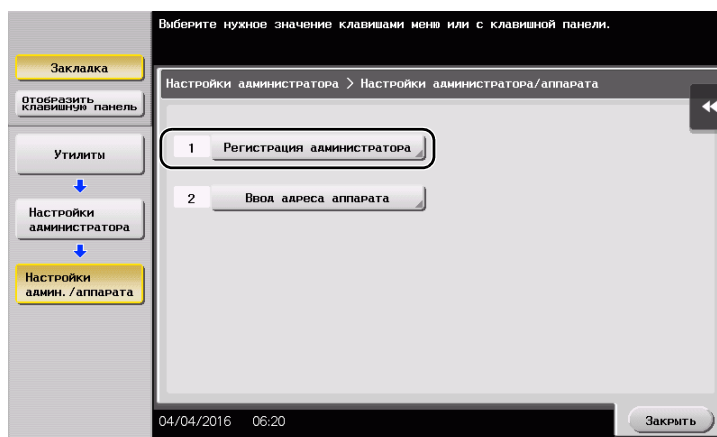 Выберите нужное значение клавишами меню или с клавишной панели.
Закладка
Отобразить
клавишную панель
Утилиты
Настройки
администратора
Настройки
админ./аппарата
Настройки администратора > Настройки администратора/аппарата
1 Регистрация администратора
2 Ввод адреса аппарата
04/04/2016 06:20
Закрыть